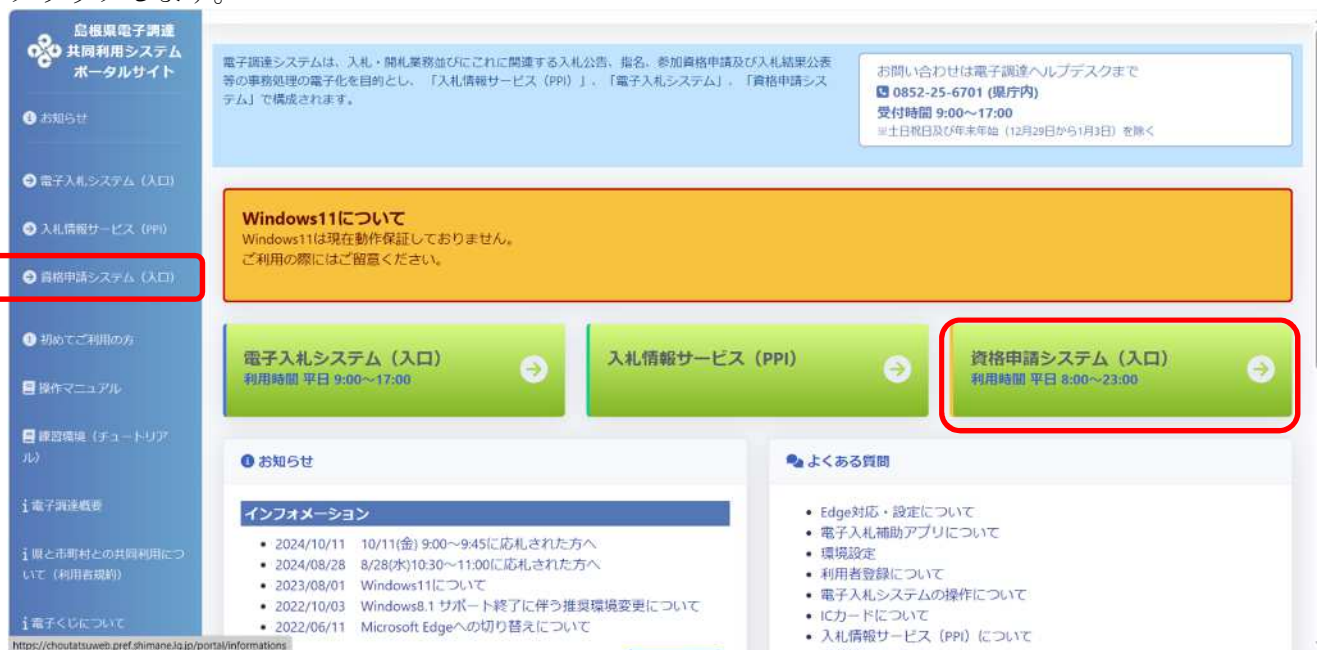 クリックします。
島根県電子調達
共同利用システム
ポータルサイト
お知らせ
電子入札システム（入口）
入札情報サービス（PPI）
資格申請システム（入口）
初めてご利用の方
操作マニュアル
練習環境（チュートリア
ル）
電子調達概要
県と市町村との共同利用につ
いて（利用者規約）
電子くじについて
https://choutatsuweb.pref.shimane.lg.jp/portal/informations
電子調達システムは、入札・開札業務並びにこれに関連する入札公告、指名、参加資格申請及び入札結果公表
等の事務処理の電子化を目的とし、「入札情報サービス（PPI）」、「電子入札システム」、「資格申請シス
テム」で構成されます。
お問い合わせは電子調達ヘルプデスクまで
0852-25-6701 (県庁内)
受付時間 9:00～17:00
※土日祝日及び年末年始（12月29日から1月3日）を除く
Windows11について
Windows11は現在動作保証しておりません。
ご利用の際にはご留意ください。
電子入札システム（入口）
利用時間 平日 9:00～17:00
入札情報サービス（PPI）
資格申請システム（入口）
利用時間 平日 8:00～23:00
お知らせ
インフォメーション
2024/10/11 10/11(金) 9:00～9:45に応札された方へ
2024/08/28 8/28(水)10:30～11:00に応札された方へ
2023/08/01 Windows11について
2022/10/03 Windows8.1 サポート終了に伴う推奨環境変更について
2022/06/11 Microsoft Edgeへの切り替えについて
よくある質問
Edge対応・設定について
電子入札補助アプリについて
環境設定
利用者登録について
電子入札システムの操作について
ICカードについて
入札情報サービス（PPI）について